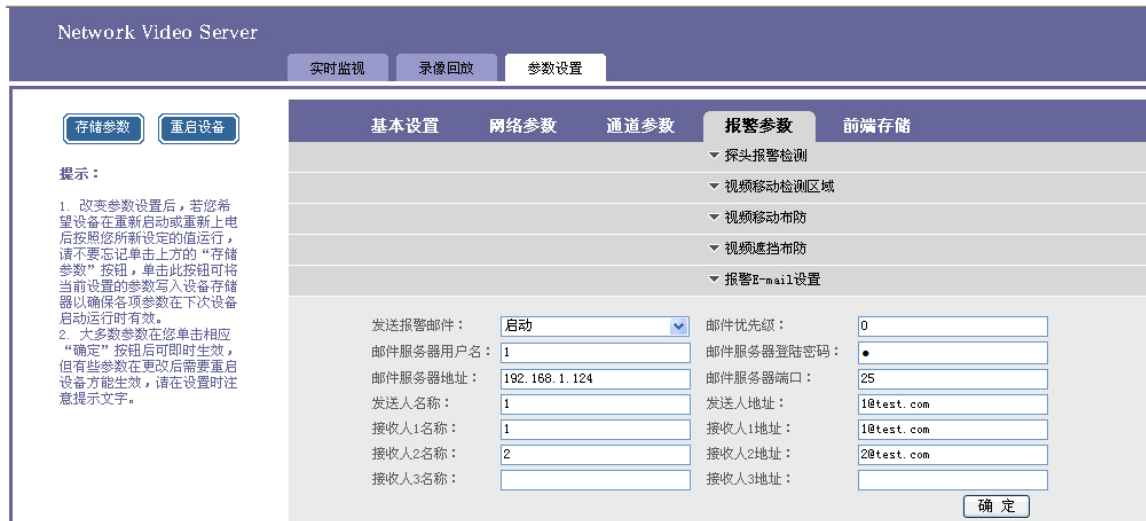 Network Video Server
实时监视 录像回放 参数设置
存储参数 重启设备
基本设置 网络参数 通道参数 报警参数 前端存储
探头报警检测
视频移动检测区域
视频移动布防
视频遮挡布防
报警E-mail设置
提示：
1. 改变参数设置后，若您希
望设备在重新启动或重新上电
后按照您所新设定的值运行，
请不要忘记单击上方的“存储
参数”按钮，单击此按钮可将
当前设置的参数写入设备存储
器以确保各项参数在下次设备
启动运行时有效。
2. 大多数参数在您单击相应
“确定”按钮后可即时生效，
但有些参数在更改后需要重启
设备方能生效，请在设置时注
意提示文字。
发送报警邮件： 启动 邮件优先级： 0
邮件服务器用户名： 1 邮件服务器登陆密码： ●
邮件服务器地址： 192.168.1.124 邮件服务器端口： 25
发送人名称： 1 发送人地址： 1@test.com
接收人1名称： 1 接收人1地址： 1@test.com
接收人2名称： 2 接收人2地址： 2@test.com
接收人3名称： 接收人3地址：
确 定